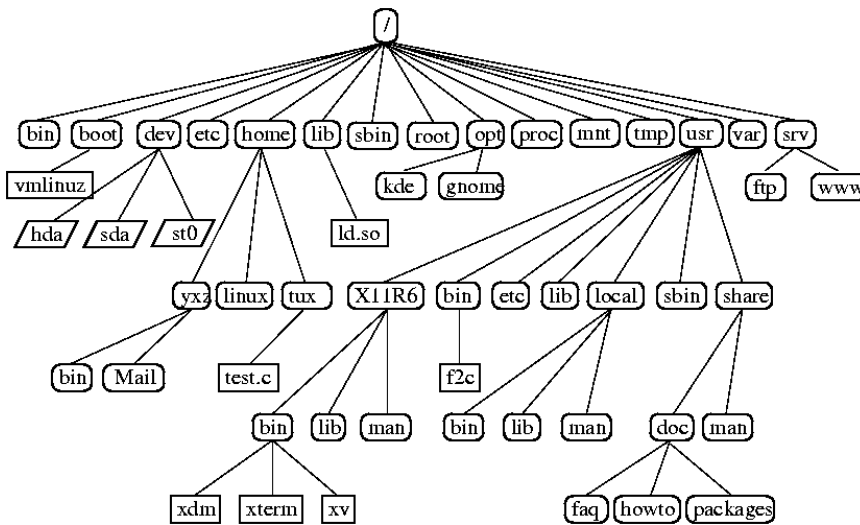 /
bin boot dev etc home lib sbin root opt proc mnt tmp usr var srv
vmlinuz kde gnome ftp www
hda sda st0 ld.so
yxz linux tux X11R6 bin etc lib local sbin share
bin Mail test.c f2c
bin lib man bin lib man doc man
xdm xterm xv faq howto packages